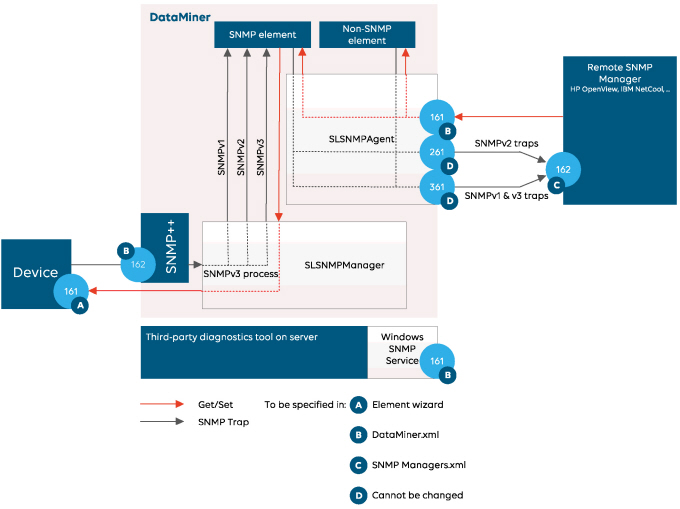 DataMiner
SNMP element
Non-SNMP
element
Remote SNMP
Manager
HP OpenView, IBM NetCool, ...
161
B
SLSNMPAgent
SNMPv1
SNMPv2
SNMPv3
261
D
SNMPv2 traps
162
C
361
D
SNMPv1 & v3 traps
SNMP++
B
162
Device
161
A
SNMPv3 process
SLSNMPManager
Third-party diagnostics tool on server
Windows
SNMP
Service
161
B
Get/Set
SNMP Trap
To be specified in:
A Element wizard
B DataMiner.xml
C SNMP Managers.xml
D Cannot be changed